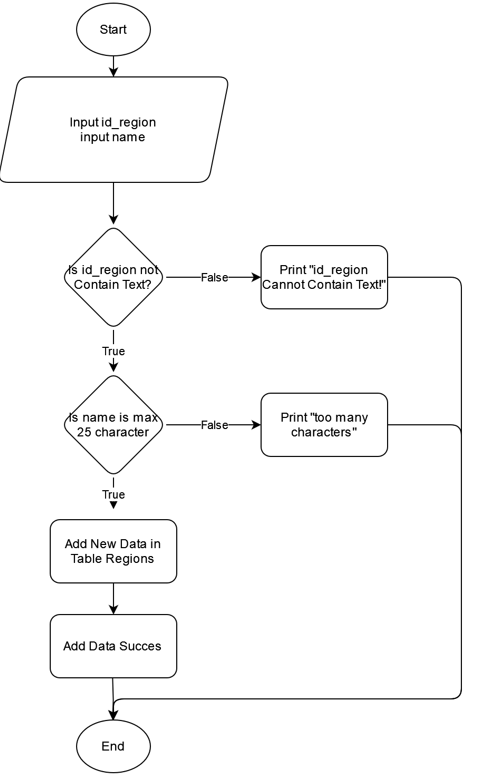 Start
Input id_region
input name
Is id_region not
Contain Text?
False
Print "id_region
Cannot Contain Text!"
True
Is name is max
25 character
False
Print "too many
characters"
True
Add New Data in
Table Regions
Add Data Succes
End